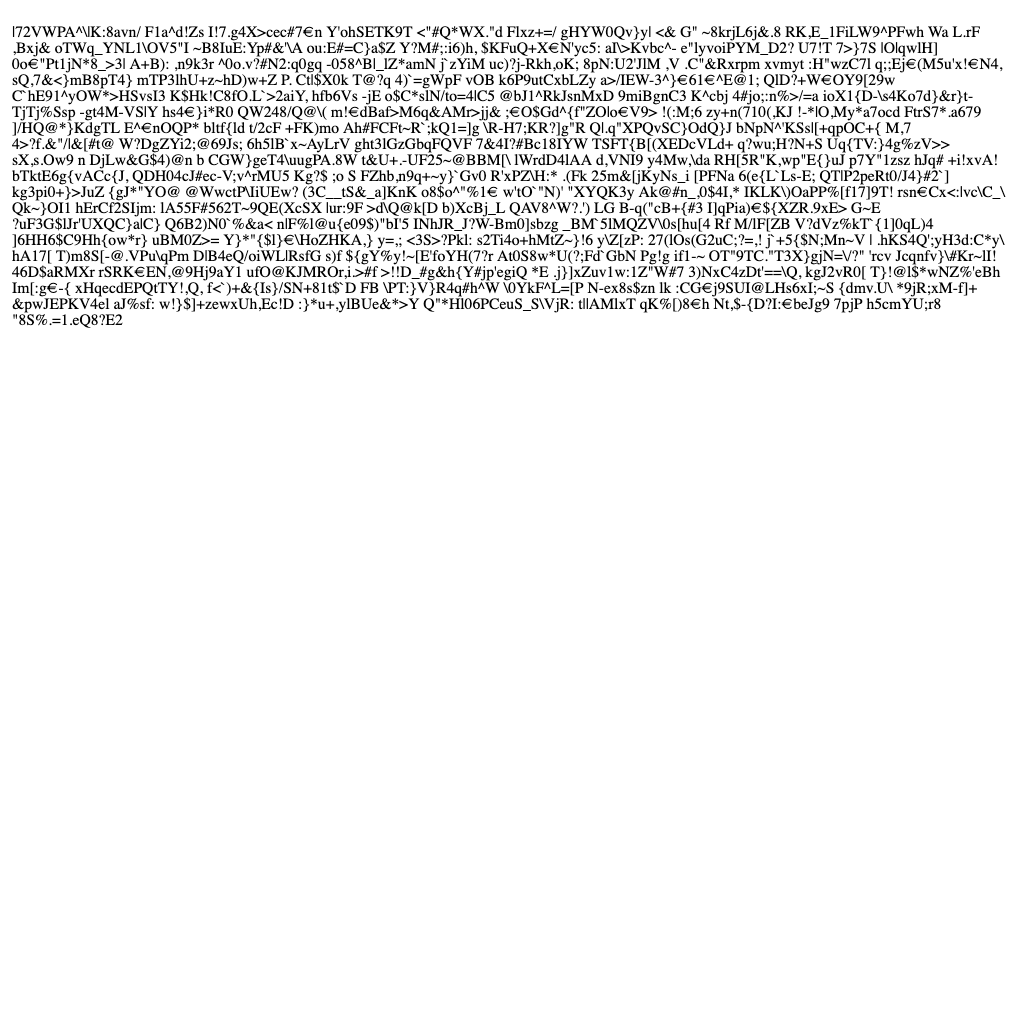 |72VWPA^\|K:8avn/ F1a^d!Zs I!7.g4X>cec#7€n Y'ohSETK9T <"#Q*WX."d Flxz+=/ gHYW0Qv}y| <& G" ~8krjL6j&.8 RK,E_1FiLW9^PFwh Wa L.rF
,Bxj& oTWq_YNL1\OV5"I ~B8IuE:Yp#&'\A ou:E#=C}a$Z Y?M#;:i6)h, $KFuQ+X€N'yc5: aI\>Kvbc^- e"lyvoiPYM_D2? U7!T 7>}7S |O|qwlH]
0o€"Pt1jN*8_>3| A+B): ,n9k3r ^0o.v?#N2:q0gq -058^B|_lZ*amN j`zYiM uc)?j-Rkh,oK; 8pN:U2'J|M ,V .C"&Rxrpm xvmyt :H"wzC7l q;;Ej€(M5u'x!€N4,
sQ,7&<}mB8pT4} mTP3lhU+z~hD)w+Z P. Ct|$X0k T@?q 4)`=gWpF vOB k6P9utCxbLZy a>/IEW-3^}€61€^E@1; QlD?+W€OY9[29w
C`hE91^yOW*>HSvsI3 K$Hk!C8fO.L`>2aiY, hfb6Vs -jE o$C*slN/to=4|C5 @bJ1^RkJsnMxD 9miBgnC3 K^cbj 4#jo;:n%>/=a ioX1{D-\s4Ko7d}&r}t-
TjTj%Ssp -gt4M-VS|Y hs4€}i*R0 QW248/Q@\( m!€dBaf>M6q&AMr>jj& ;€O$Gd^{f"ZO|o€V9> !(:M;6 zy+n(710(,KJ !-*|O,My*a7ocd FtrS7* .a679
]/HQ@*}KdgTL E^€nOQP* bltf{ld t/2cF +FK)mo Ah#FCFt~R`;kQ1=]g \R-H7;KR?]g"R Ql.q"XPQvSC}OdQ}J bNpN^'KSs|[+qpOC+{ M,7
4>?f.&"/l&[#t@ W?DgZYi2;@69Js; 6h5lB`x~AyLrV ght3lGzGbqFQVF 7&4I?#Bc18IYW TSFT{B[(XEDcVLd+ q?wu;H?N+S Uq{TV:}4g%zV>>
sX,s.Ow9 n DjLw&G$4)@n b CGW}geT4\uugPA.8W t&U+.-UF25~@BBM[\ lWrdD4lAA d,VNI9 y4Mw,\da RH[5R"K,wp"E{}uJ p7Y"1zsz hJq# +i!xvA!
bTktE6g{vACc{J, QDH04cJ#ec-V;v^rMU5 Kg?$ ;o S FZhb,n9q+~y}`Gv0 R'xPZ\H:* .(Fk 25m&[jKyNs_i [PFNa 6(e{L`Ls-E; QT|P2peRt0/J4}#2`]
kg3pi0+}>JuZ {gJ*"YO@ @WwctP\IiUEw? (3C__tS&_a]KnK o8$o^"%1€ w'tO`"N)' "XYQK3y Ak@#n_,0$4I,* IKLK\)OaPP%[f17]9T! rsn€Cx<:|vc\C_\
Qk~}OI1 hErCf2SIjm: lA55F#562T~9QE(XcSX |ur:9F>d\Q@k[D b)XcBj_L QAV8^W?.') LG B-q("cB+{#3 I]qPia)€${XZR.9xE> G~E
?uF3G$lJr'UXQC}a|C} Q6B2)N0`%&a< n|F%l@u{e09$)"bI'5 INhJR_J?W-Bm0]sbzg _BM`5lMQZV\0s[hu[4 Rf M/lF[ZB V?dVz%kT`{1]0qL)4
]6HH6$C9Hh{ow*r} uBM0Z>= Y}*"{$l}€\HoZHKA,} y=,; <3S>?Pkl: s2Ti4o+hMtZ~}!6 y\Z[zP: 27(lOs(G2uC;?=,! j`+5{$N;Mn~V | .hKS4Q';yH3d:C*y\
hA17[ T)m8S[-@.VPu\qPm D|B4eQ/oiWL|RsfG s)f ${gY%y!~[E'foYH(7?r At0S8w*U(?;Fd`GbN Pg!g if1-~ OT"9TC."T3X}gjN=\/?" 'rcv Jcqnfv}\#Kr~lI!
46D$aRMXr rSRK€EN,@9Hj9aY1 ufO@KJMROr,i.>#f>!!D_#g&h{Y#jp'egiQ *E .j}]xZuv1w:1Z"W#7 3)NxC4zDt'==\Q, kgJ2vR0[ T}!@l$*wNZ%'eBh
Im[:g€-{ xHqecdEPQtTY!,Q, f<`)+&{Is}/SN+81t$`D FB \PT:}V}R4q#h^W \0YkF^L=[P N-ex8s$zn lk :CG€j9SUI@LHs6xI;~S {dmv.U\ *9jR;xM-f]+
&pwJEPKV4el aJ%sf: w!}$]+zewxUh,Ec!D :}*u+,ylBUe&*>Y Q"*Hl06PCeuS_S\VjR: t||AMlxT qK%[)8€h Nt,$-{D?I:€beJg9 7pjP h5cmYU;r8
"8S%.=1.eQ8?E2